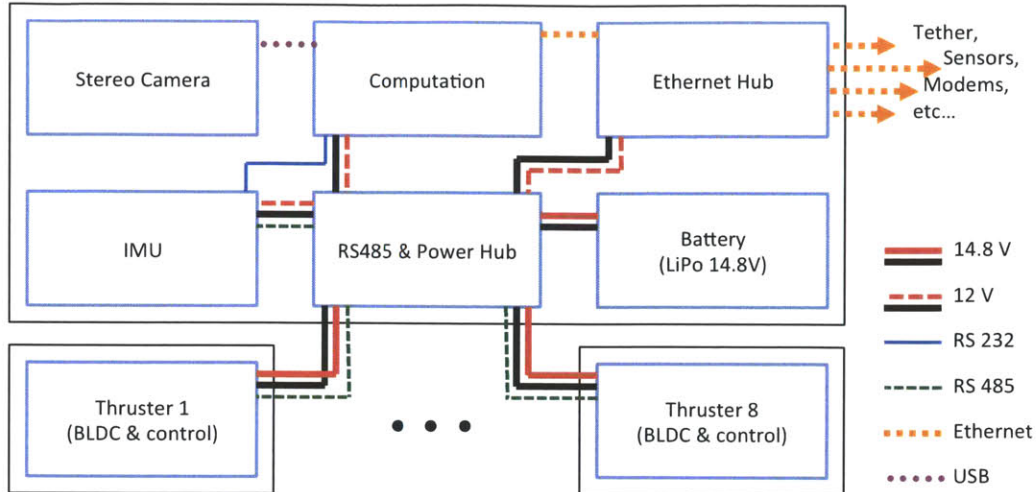 Stereo Camera
Computation
Ethernet Hub
Tether,
Sensors,
Modems,
etc...
IMU
RS485 & Power Hub
Battery
(LiPo 14.8V)
14.8 V
12 V
RS 232
RS 485
Ethernet
USB
Thruster 1
(BLDC & control)
Thruster 8
(BLDC & control)